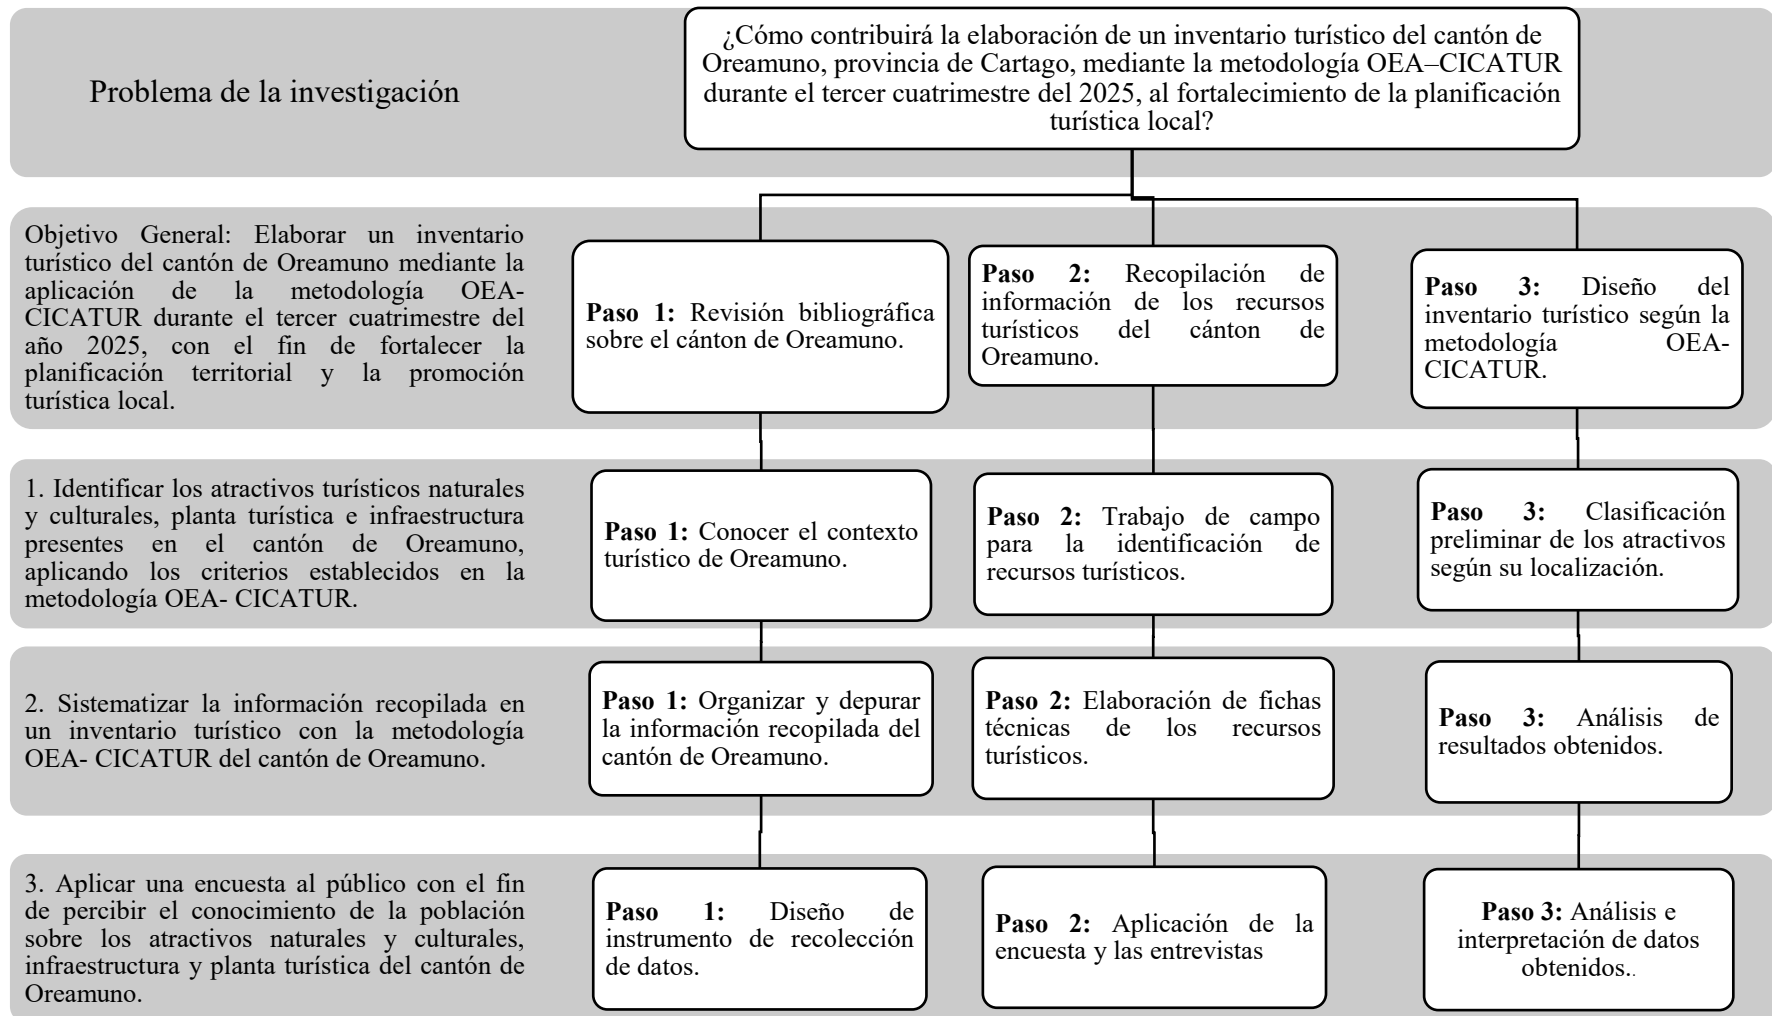 Problema de la investigación
¿Cómo contribuirá la elaboración de un inventario turístico del cantón de
Oreamuno, provincia de Cartago, mediante la metodología OEA–CICATUR
durante el tercer cuatrimestre del 2025, al fortalecimiento de la planificación
turística local?
Objetivo General: Elaborar un inventario
turístico del cantón de Oreamuno mediante la
aplicación de la metodología OEA-
CICATUR durante el tercer cuatrimestre del
año 2025, con el fin de fortalecer la
planificación territorial y la promoción
turística local.
Paso 1: Revisión bibliográfica
sobre el cánton de Oreamuno.
Paso 2: Recopilación de
información de los recursos
turísticos del cánton de
Oreamuno.
Paso 3: Diseño del
inventario turístico según la
metodología OEA-
CICATUR.
1. Identificar los atractivos turísticos naturales
y culturales, planta turística e infraestructura
presentes en el cantón de Oreamuno,
aplicando los criterios establecidos en la
metodología OEA- CICATUR.
Paso 1: Conocer el contexto
turístico de Oreamuno.
Paso 2: Trabajo de campo
para la identificación de
recursos turísticos.
Paso 3: Clasificación
preliminar de los atractivos
según su localización.
2. Sistematizar la información recopilada en
un inventario turístico con la metodología
OEA- CICATUR del cantón de Oreamuno.
Paso 1: Organizar y depurar
la información recopilada del
cantón de Oreamuno.
Paso 2: Elaboración de fichas
técnicas de los recursos
turísticos.
Paso 3: Análisis de
resultados obtenidos.
3. Aplicar una encuesta al público con el fin
de percibir el conocimiento de la población
sobre los atractivos naturales y culturales,
infraestructura y planta turística del cantón de
Oreamuno.
Paso 1: Diseño de
instrumento de recolección
de datos.
Paso 2: Aplicación de la
encuesta y las entrevistas
Paso 3: Análisis e
interpretación de datos
obtenidos..